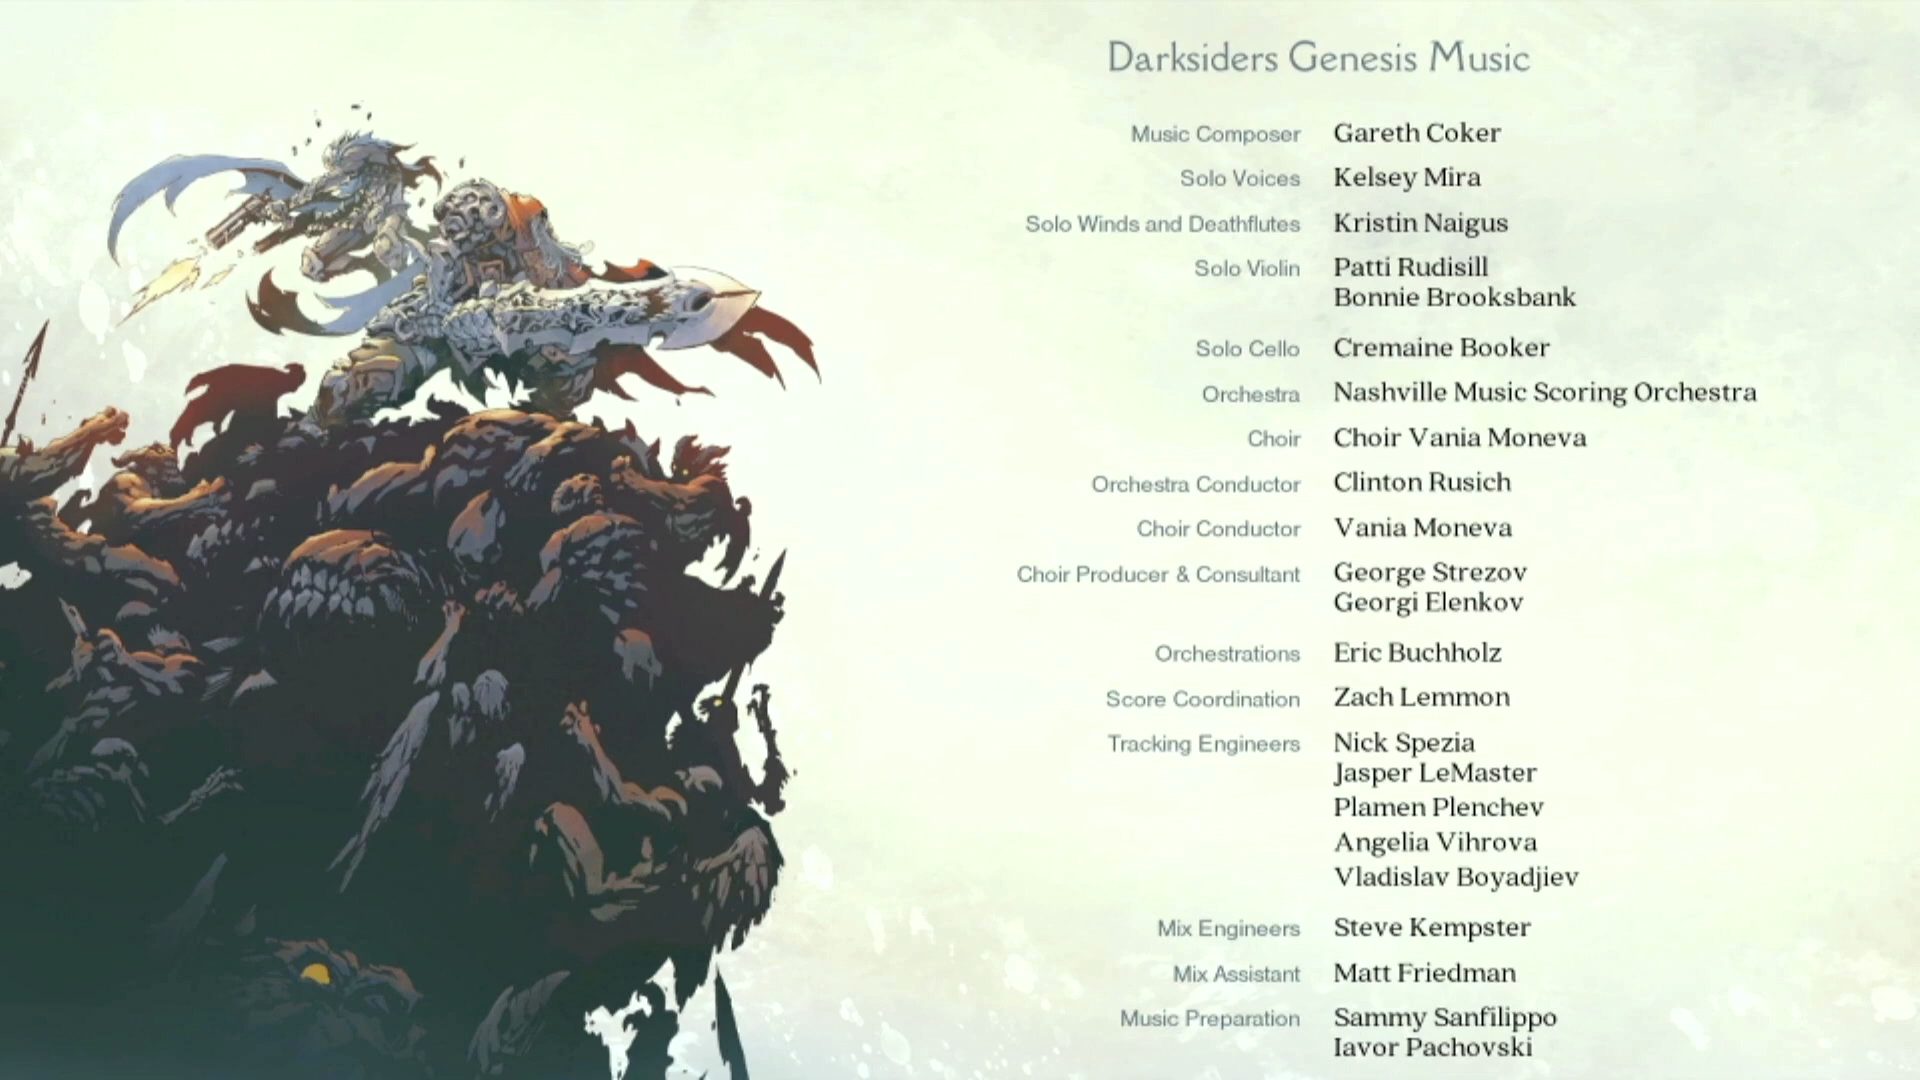 Darksiders Genesis Music
Music Composer Gareth Coker
Solo Voices Kelsey Mira
Solo Winds and Deathflutes Kristin Naigus
Solo Violin Patti Rudisill
Bonnie Brooksbank
Solo Cello Cremaine Booker
Orchestra Nashville Music Scoring Orchestra
Choir Choir Vania Moneva
Orchestra Conductor Clinton Rusich
Choir Conductor Vania Moneva
Choir Producer & Consultant George Strezov
Georgi Elenkov
Orchestrations Eric Buchholz
Score Coordination Zach Lemmon
Tracking Engineers Nick Spezia
Jasper LeMaster
Plamen Plenchev
Angelia Vihrova
Vladislav Boyadjiev
Mix Engineers Steve Kempster
Mix Assistant Matt Friedman
Music Preparation Sammy Sanfilippo
Iavor Pachovski